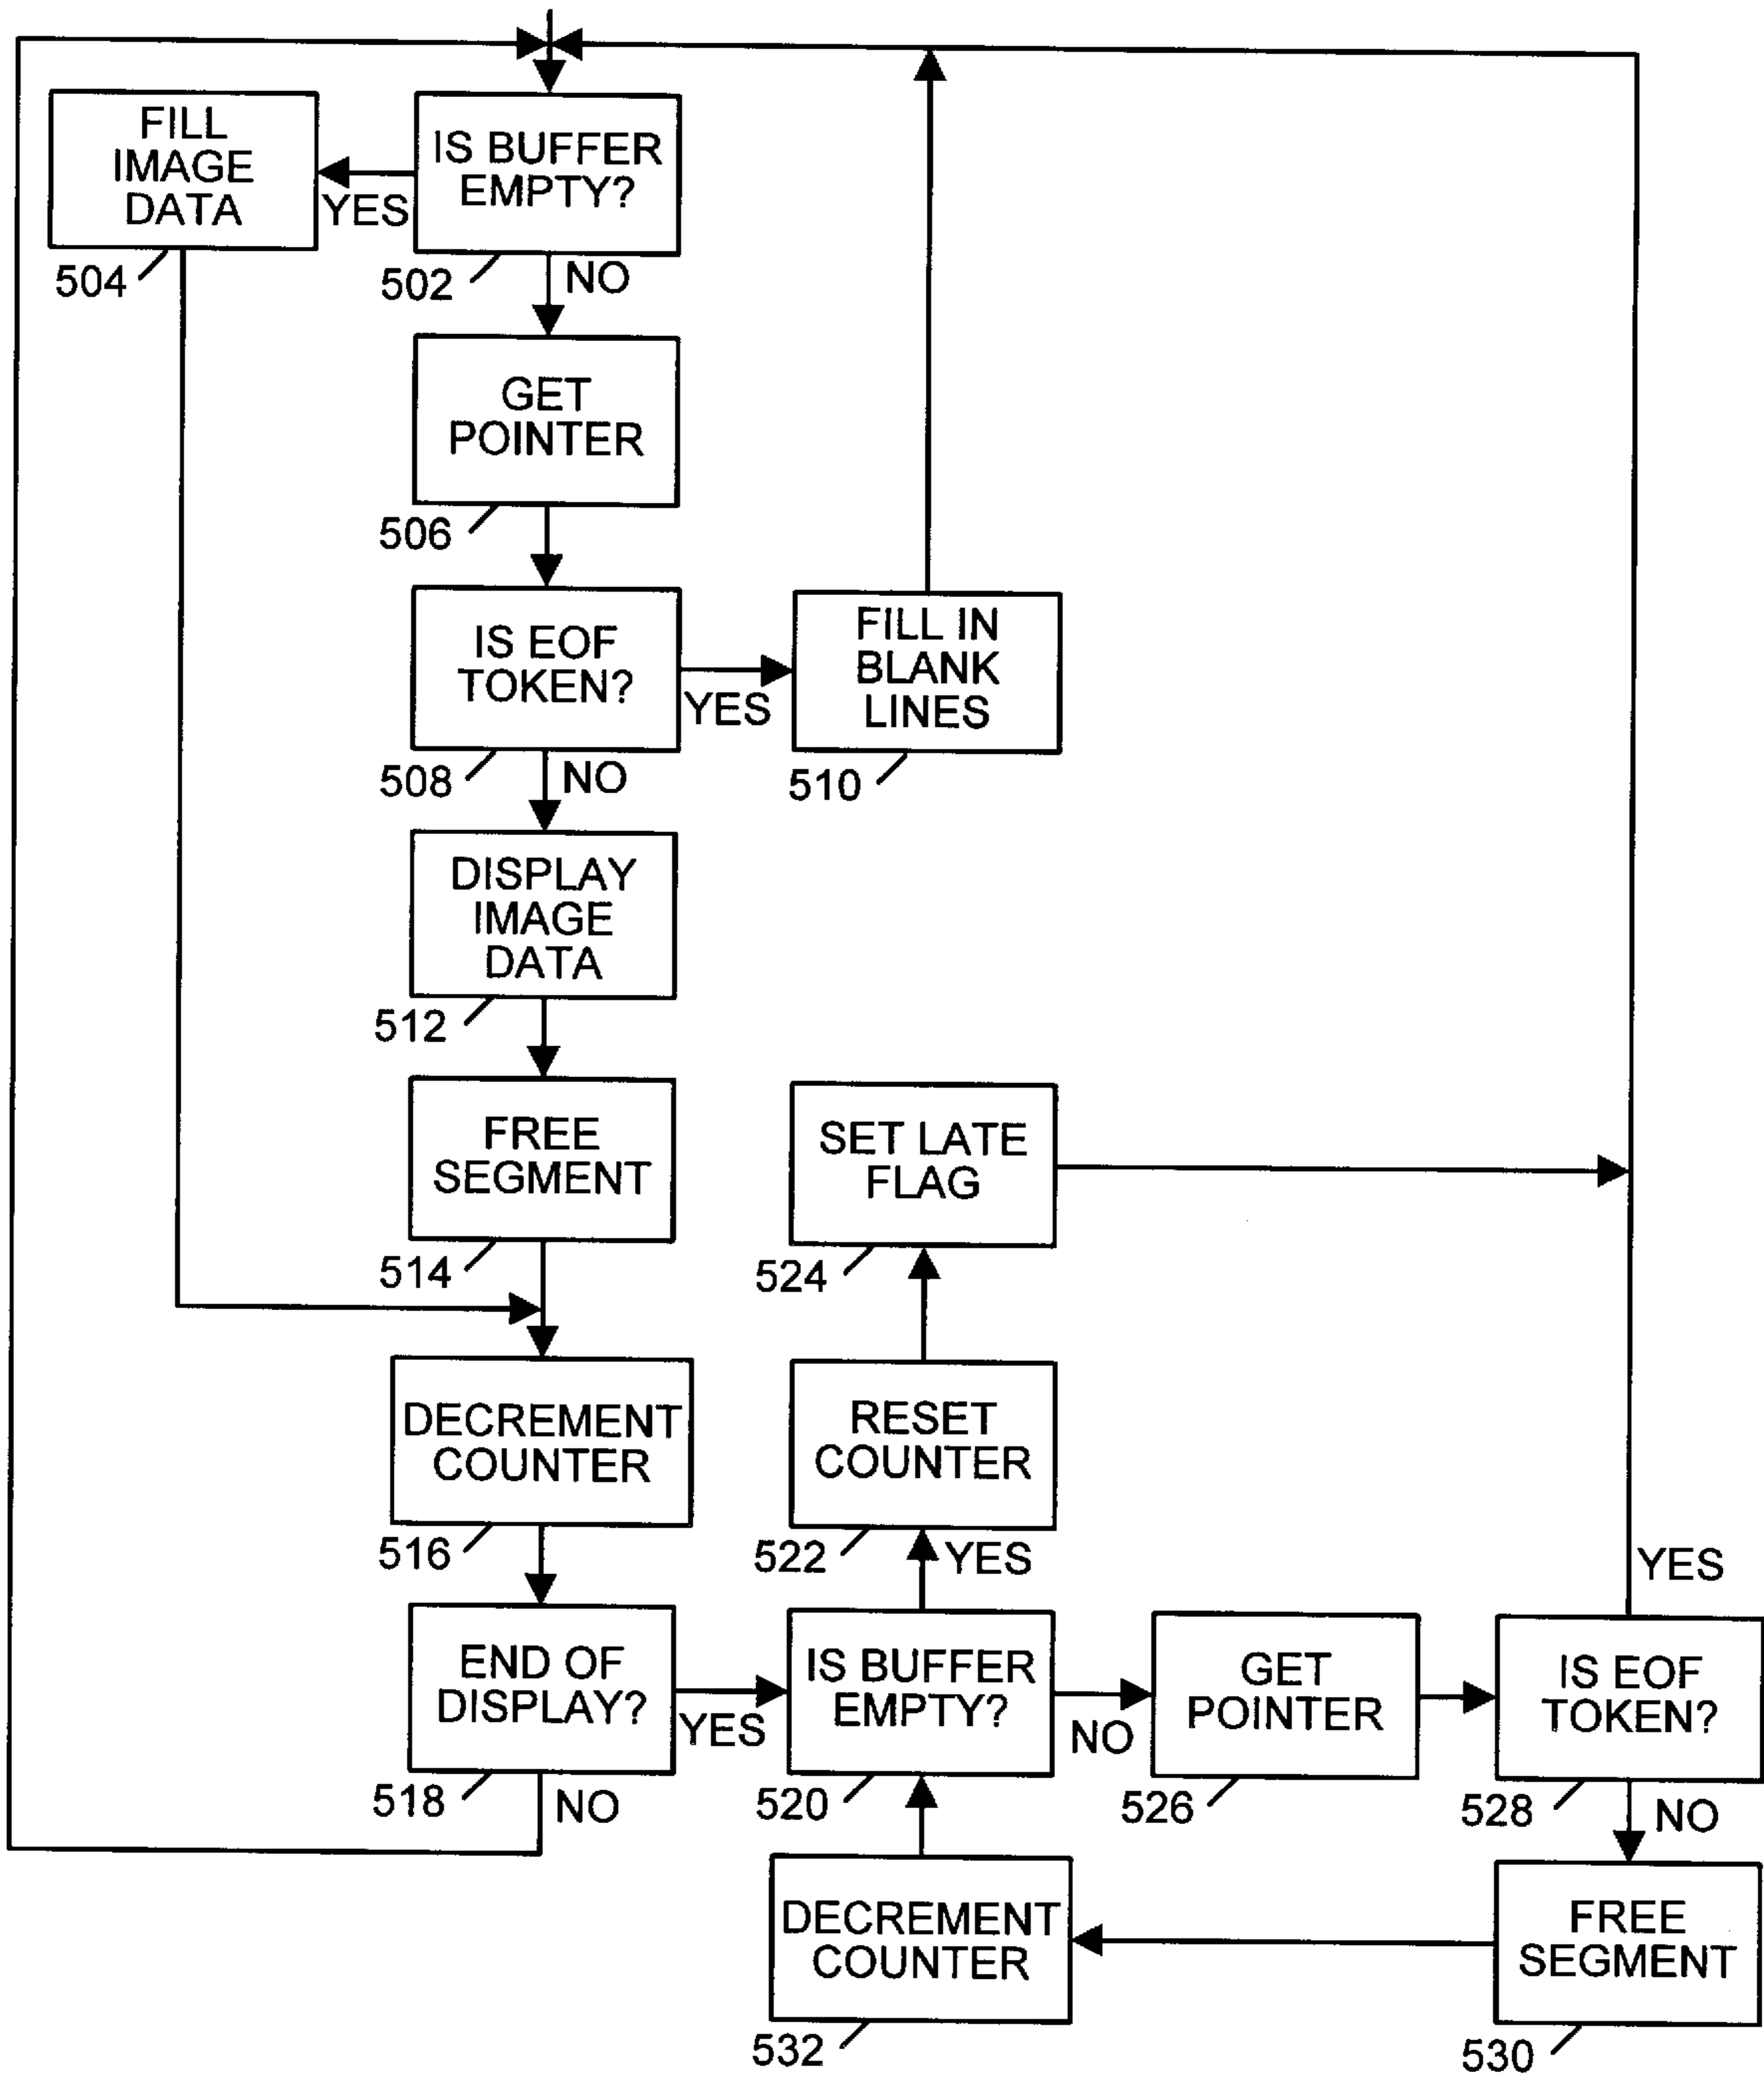 FILL
IMAGE
DATA
504
YES
IS BUFFER
EMPTY?
502
NO
GET
POINTER
506
IS EOF
TOKEN?
508
YES
NO
FILL IN
BLANK
LINES
510
DISPLAY
IMAGE
DATA
512
FREE
SEGMENT
514
SET LATE
FLAG
524
DECREMENT
COUNTER
516
RESET
COUNTER
522
YES
END OF
DISPLAY?
518
YES
NO
IS BUFFER
EMPTY?
520
NO
GET
POINTER
526
YES
IS EOF
TOKEN?
528
NO
DECREMENT
COUNTER
532
FREE
SEGMENT
530